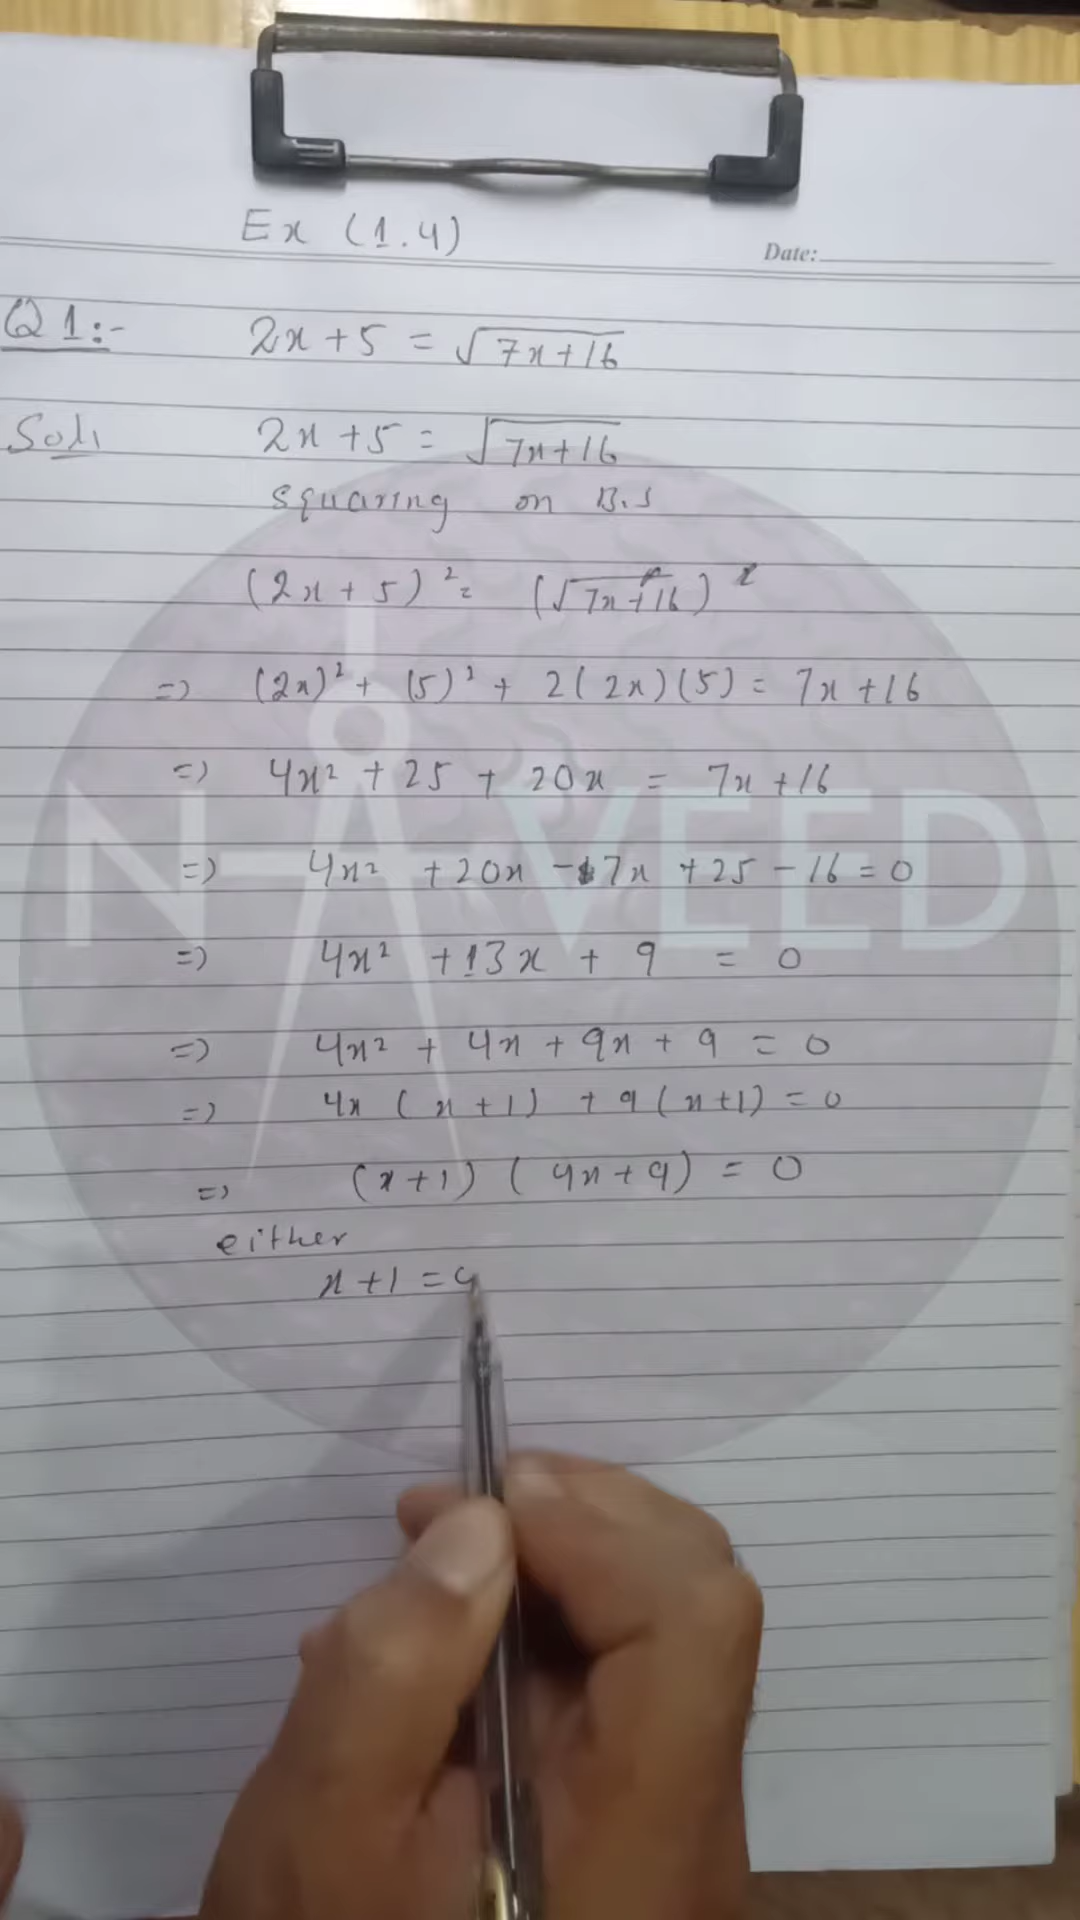 Ex (1.4)
Date:
Q1:- 2x+5 = √7x+16
Sol, 2x+5 = √7x+16
squaring on B.S
(2x+5)² = (√7x+16)²
=> (2x)² + (5)² + 2(2x)(5) = 7x+16
=> 4x² + 25 + 20x = 7x+16
=> 4x² +20x -7x +25 -16 = 0
=> 4x² +13x + 9 = 0
=> 4x² + 4x + 9x + 9 = 0
=> 4x (x+1) + 9(x+1) = 0
=> (x+1) (4x+9) = 0
either
x+1 =
NAVEED